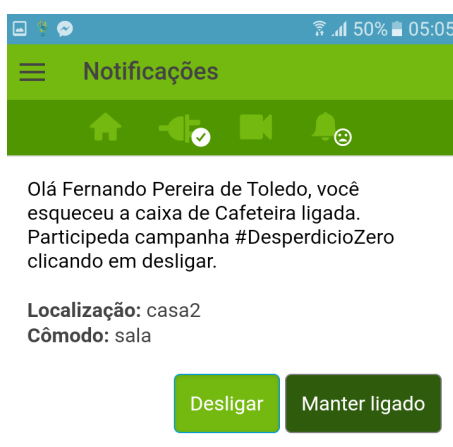 50% 05:05
Notificações
Olá Fernando Pereira de Toledo, você
esqueceu a caixa de Cafeteira ligada.
Participeda campanha #DesperdicioZero
clicando em desligar.
Localização: casa2
Cômodo: sala
Desligar Manter ligado